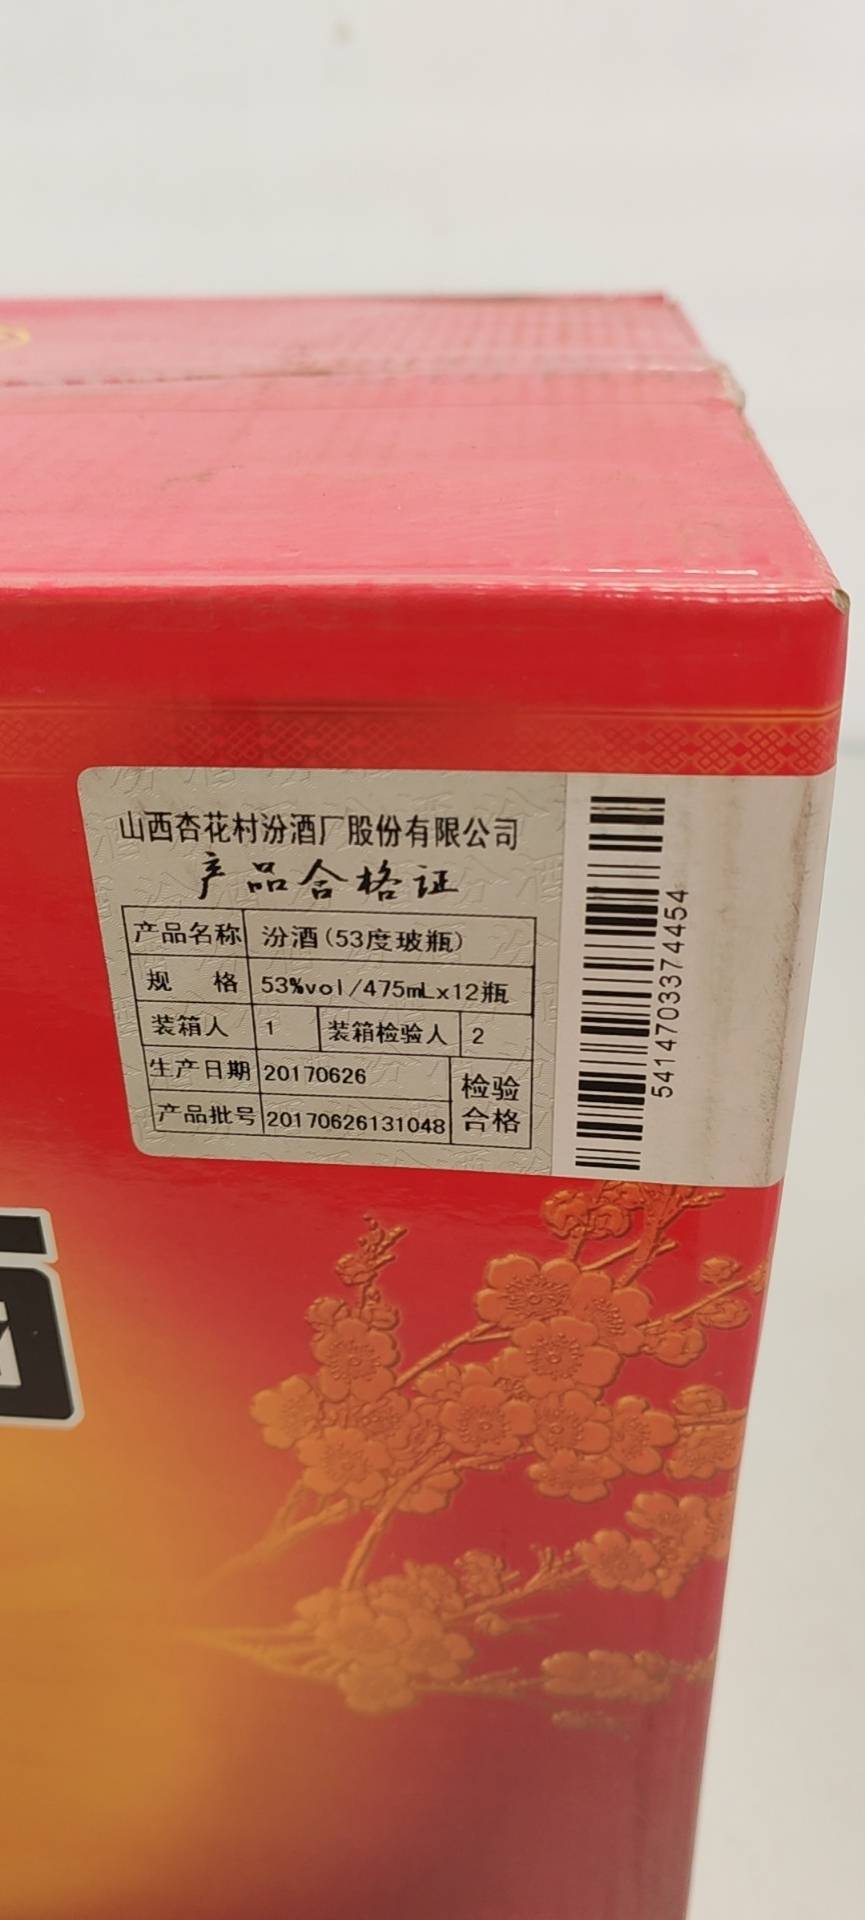 山西杏花村汾酒厂股份有限公司
产品合格证
产品名称 汾酒(53度玻瓶)
规 格 53%vol/475mLx12瓶
装箱人 1 装箱检验人 2
生产日期 20170626 检验合格
产品批号 20170626131048
5414703374454